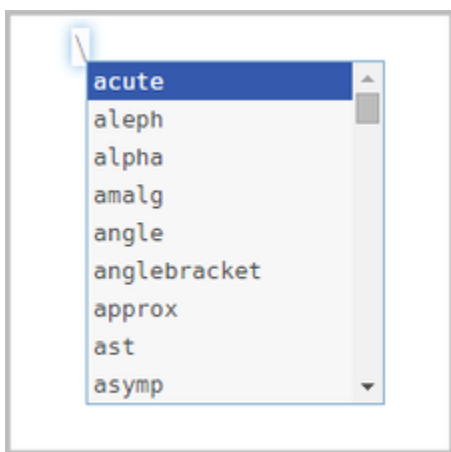 \
acute
aleph
alpha
amalg
angle
anglebracket
approx
ast
asymp